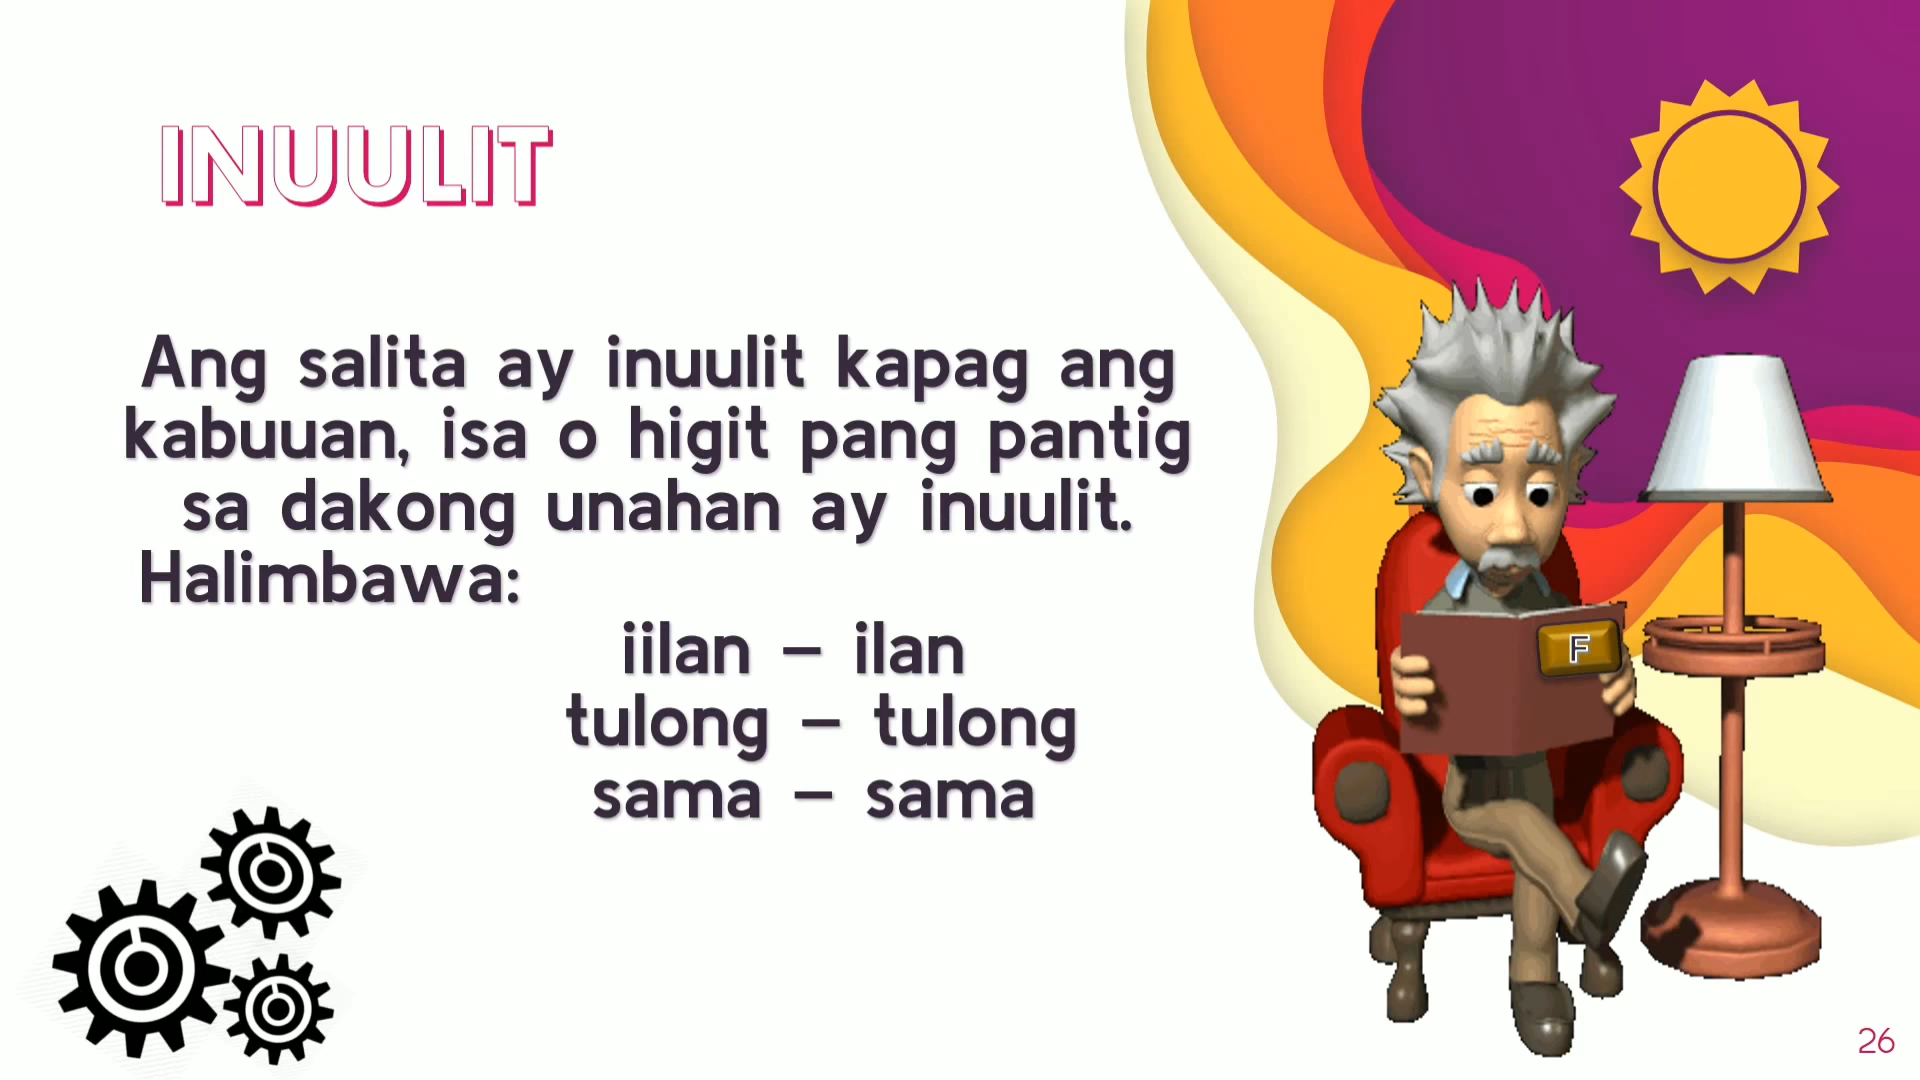 INUULIT
Ang salita ay inuulit kapag ang
kabuuan, isa o higit pang pantig
sa dakong unahan ay inuulit.
Halimbawa:
iilan – ilan
tulong – tulong
sama – sama
F
26